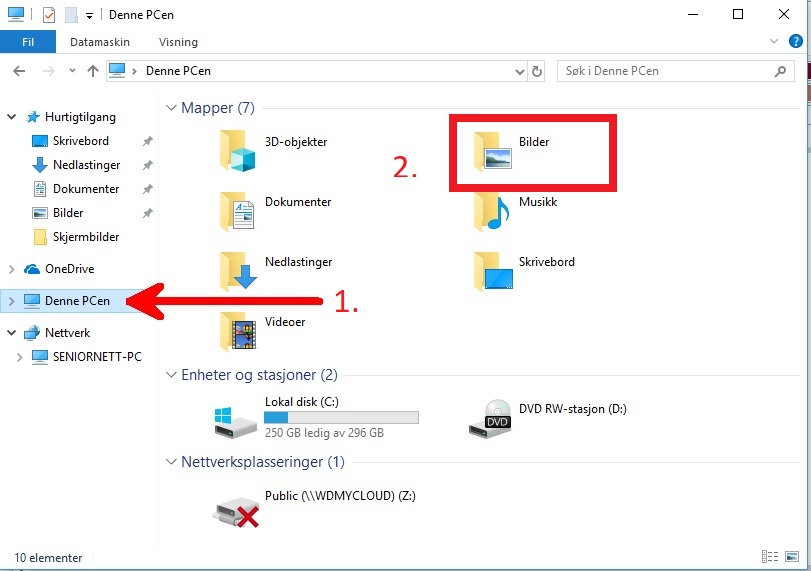 Denne PCen
Fil Datamaskin Visning
Denne PCen
Søk i Denne PCen
Hurtigtilgang
Skrivebord
Nedlastinger
Dokumenter
Bilder
Skjermbilder
OneDrive
Denne PCen
Nettverk
SENIORNETT-PC
Mapper (7)
3D-objekter
Bilder
2.
Dokumenter
Musikk
Nedlastinger
Skrivebord
1.
Videoer
Enheter og stasjoner (2)
Lokal disk (C:)
250 GB ledig av 296 GB
DVD RW-stasjon (D:)
DVD
Nettverksplasseringer (1)
Public (\\WDMYCLOUD) (Z:)
10 elementer